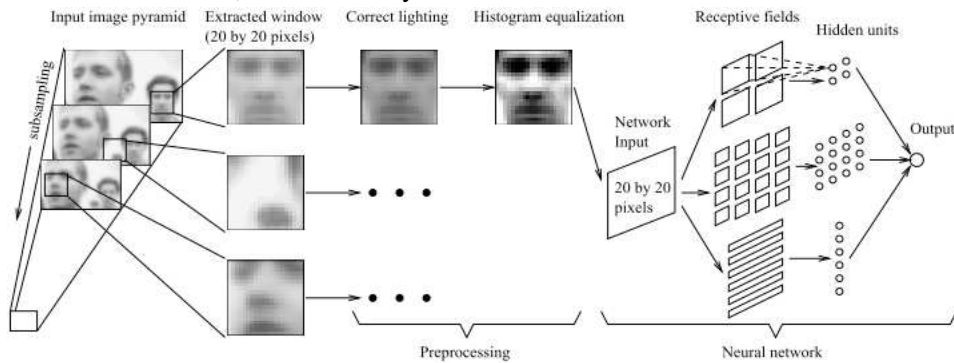 Input image pyramid
Extracted window
(20 by 20 pixels)
Correct lighting
Histogram equalization
Receptive fields
Hidden units
subsampling
Network
Input
Output
20 by 20
pixels
Preprocessing
Neural network